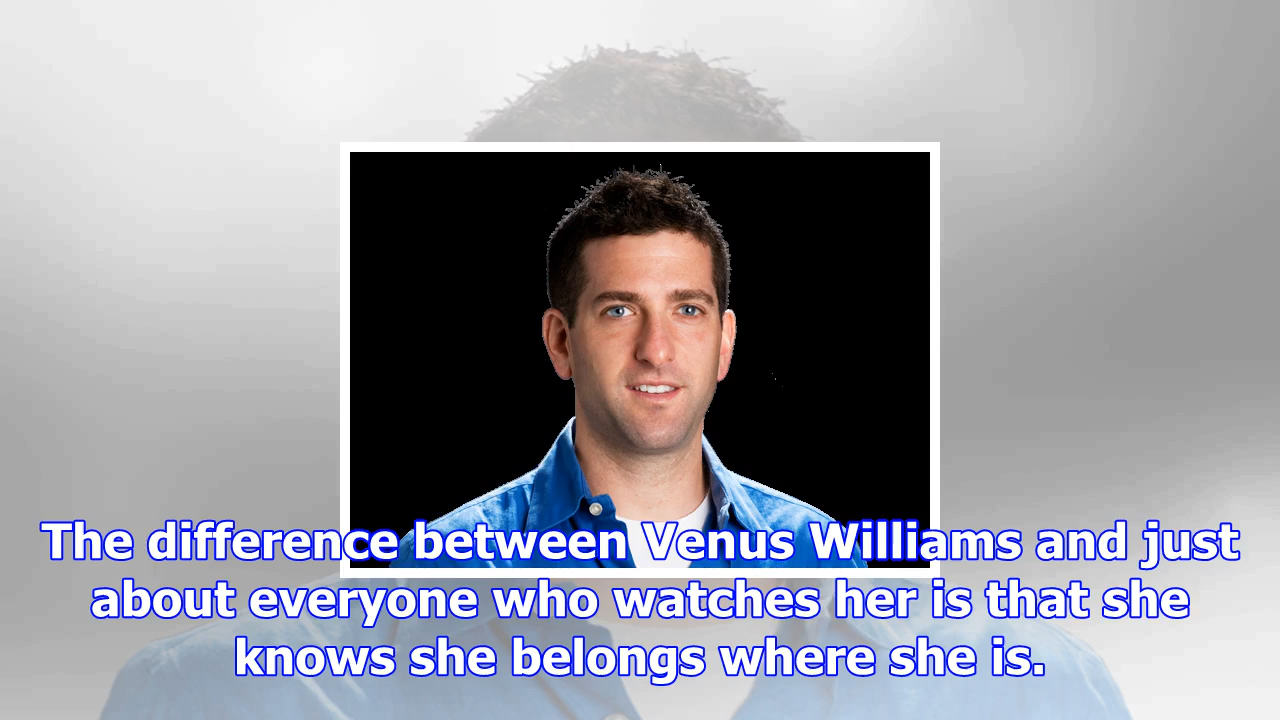 The difference between Venus Williams and just
about everyone who watches her is that she
knows she belongs where she is.